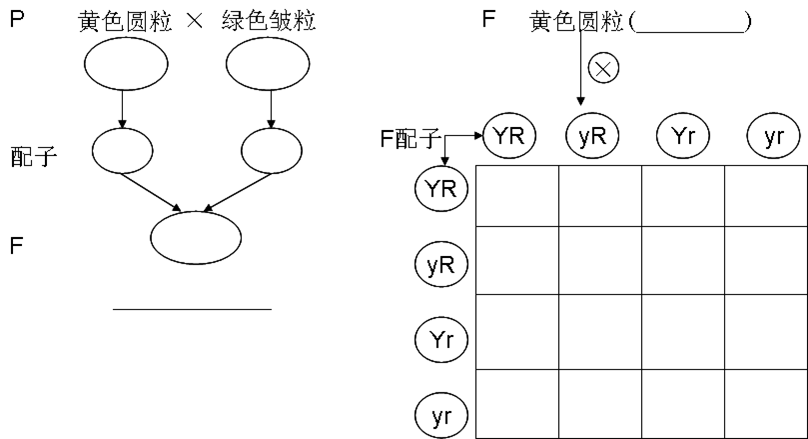 P 黄色圆粒 × 绿色皱粒
配子
F
F 黄色圆粒(__________)
×
F配子 YR yR Yr yr
YR
yR
Yr
yr